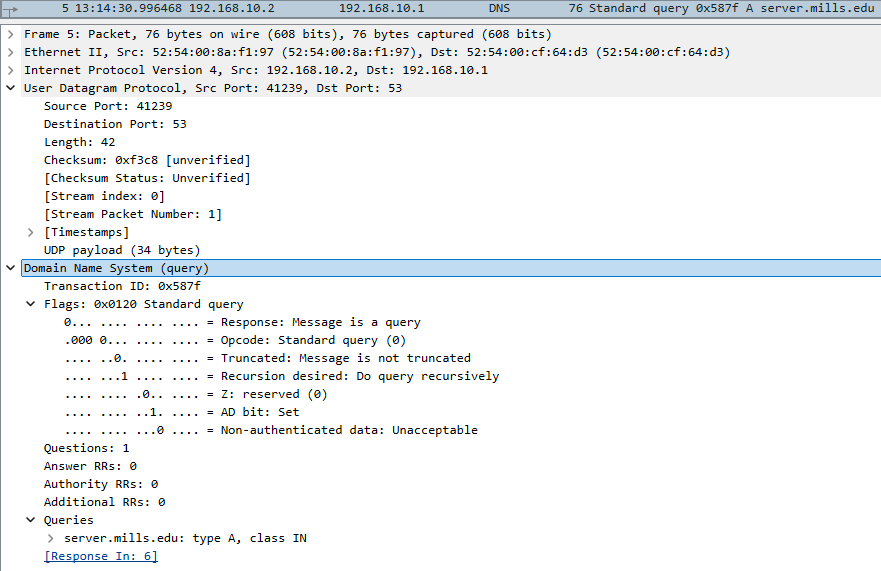 5 13:14:30.996468 192.168.10.2 192.168.10.1 DNS 76 Standard query 0x587f A server.mills.edu
Frame 5: Packet, 76 bytes on wire (608 bits), 76 bytes captured (608 bits)
Ethernet II, Src: 52:54:00:8a:f1:97 (52:54:00:8a:f1:97), Dst: 52:54:00:cf:64:d3 (52:54:00:cf:64:d3)
Internet Protocol Version 4, Src: 192.168.10.2, Dst: 192.168.10.1
User Datagram Protocol, Src Port: 41239, Dst Port: 53
Source Port: 41239
Destination Port: 53
Length: 42
Checksum: 0xf3c8 [unverified]
[Checksum Status: Unverified]
[Stream index: 0]
[Stream Packet Number: 1]
[Timestamps]
UDP payload (34 bytes)
Domain Name System (query)
Transaction ID: 0x587f
Flags: 0x0120 Standard query
0... .... .... .... = Response: Message is a query
.000 0... .... .... = Opcode: Standard query (0)
.... ..0. .... .... = Truncated: Message is not truncated
.... ...1 .... .... = Recursion desired: Do query recursively
.... .... .0.. .... = Z: reserved (0)
.... .... ..1. .... = AD bit: Set
.... .... ...0 .... = Non-authenticated data: Unacceptable
Questions: 1
Answer RRs: 0
Authority RRs: 0
Additional RRs: 0
Queries
server.mills.edu: type A, class IN
[Response In: 6]